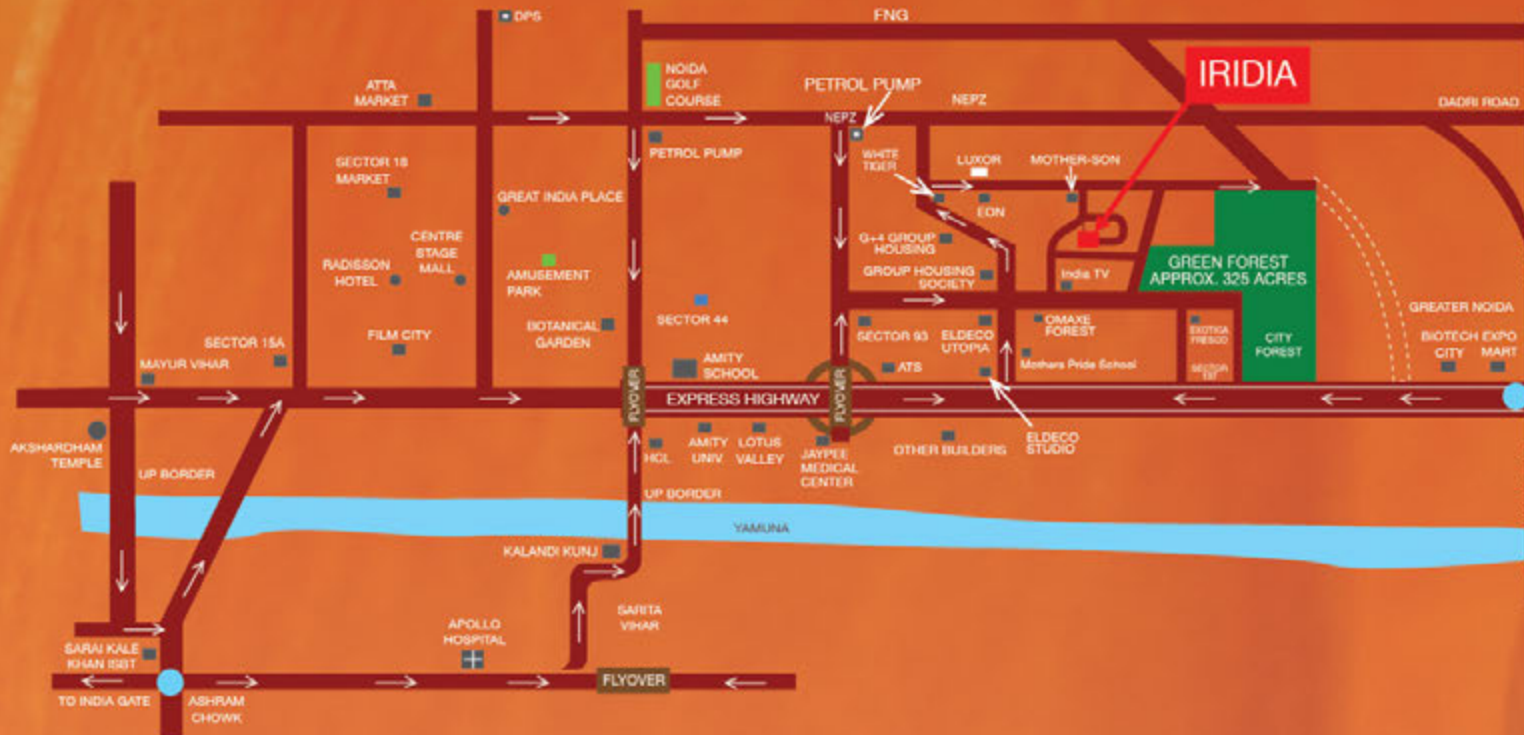 DPS
FNG
NOIDA
GOLF
COURSE
ATTA
MARKET
PETROL PUMP
NEPZ
IRIDIA
DADRI ROAD
NEPZ
PETROL PUMP
WHITE
TIGER
LUXOR
MOTHER-SON
SECTOR 18
MARKET
GREAT INDIA PLACE
EON
CENTRE
STAGE
MALL
G+4 GROUP
HOUSING
RADISSON
HOTEL
AMUSEMENT
PARK
GROUP HOUSING
SOCIETY
India TV
GREEN FOREST
APPROX. 325 ACRES
SECTOR 44
GREATER NOIDA
FILM CITY
BOTANICAL
GARDEN
SECTOR 93
ELDECO
UTOPIA
OMAXE
FOREST
EXOTICA
FRESCO
CITY
FOREST
BIOTECH EXPO
CITY MART
SECTOR 15A
MAYUR VIHAR
AMITY
SCHOOL
ATS
Mothers Pride School
SECTOR
137
FLYOVER
EXPRESS HIGHWAY
FLYOVER
AKSHARDHAM
TEMPLE
HCL
AMITY
UNIV.
LOTUS
VALLEY
JAYPEE
MEDICAL
CENTER
OTHER BUILDERS
ELDECO
STUDIO
UP BORDER
UP BORDER
YAMUNA
KALANDI KUNJ
SARITA
VIHAR
APOLLO
HOSPITAL
SARAI KALE
KHAN ISBT
FLYOVER
TO INDIA GATE
ASHRAM
CHOWK